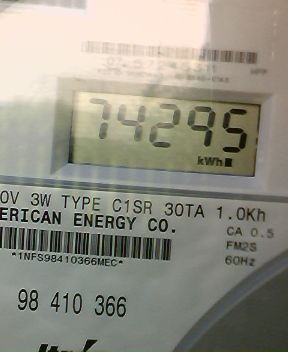 74295
kWh
0V 3W TYPE C1SR 30TA 1.0Kh
ERICAN ENERGY CO.
CA 0.5
FM2S
60Hz
*1NFS98410366MEC*
98 410 366